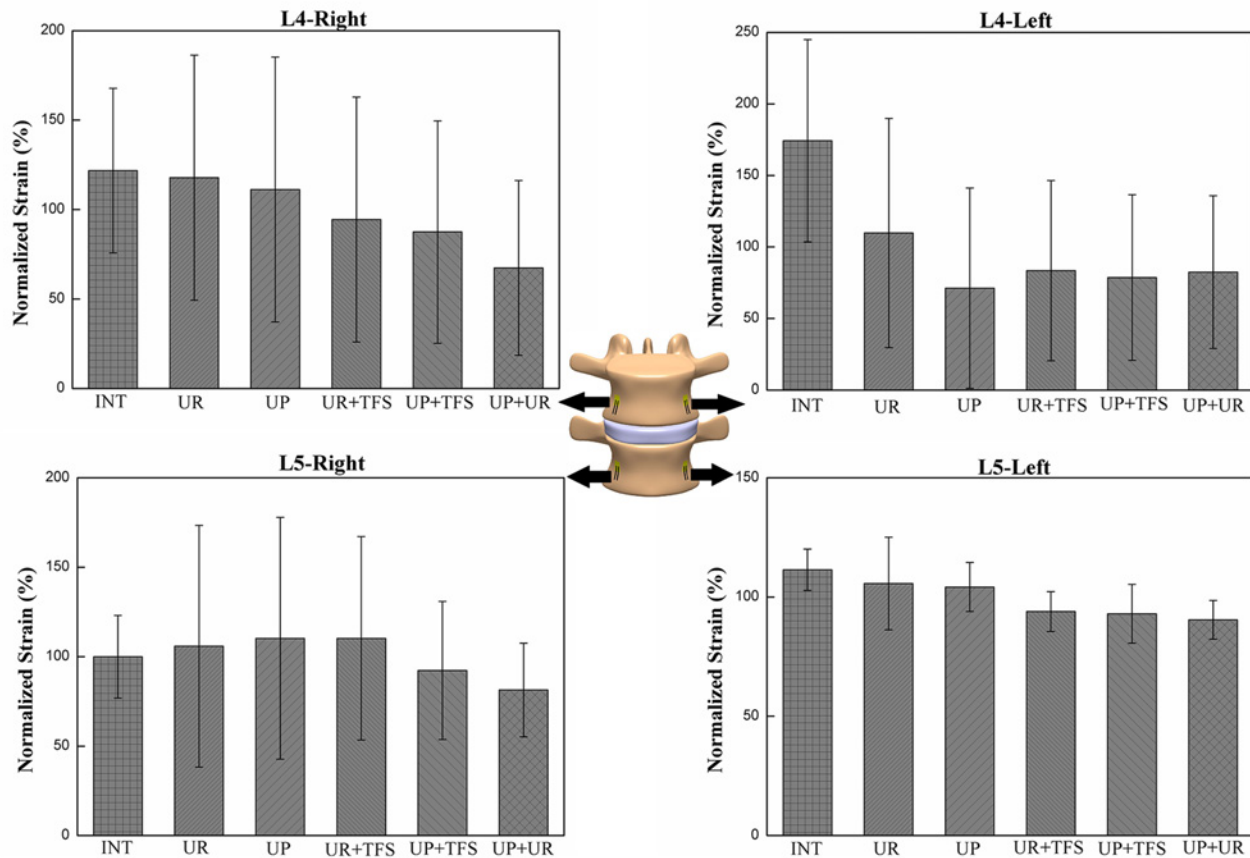 L4-Right
Normalized Strain (%)
200
150
100
50
0
INT UR UP UR+TFS UP+TFS UP+UR
L4-Left
Normalized Strain (%)
250
200
150
100
50
0
INT UR UP UR+TFS UP+TFS UP+UR
L5-Right
Normalized Strain (%)
200
150
100
50
0
INT UR UP UR+TFS UP+TFS UP+UR
L5-Left
Normalized Strain (%)
150
100
50
0
INT UR UP UR+TFS UP+TFS UP+UR